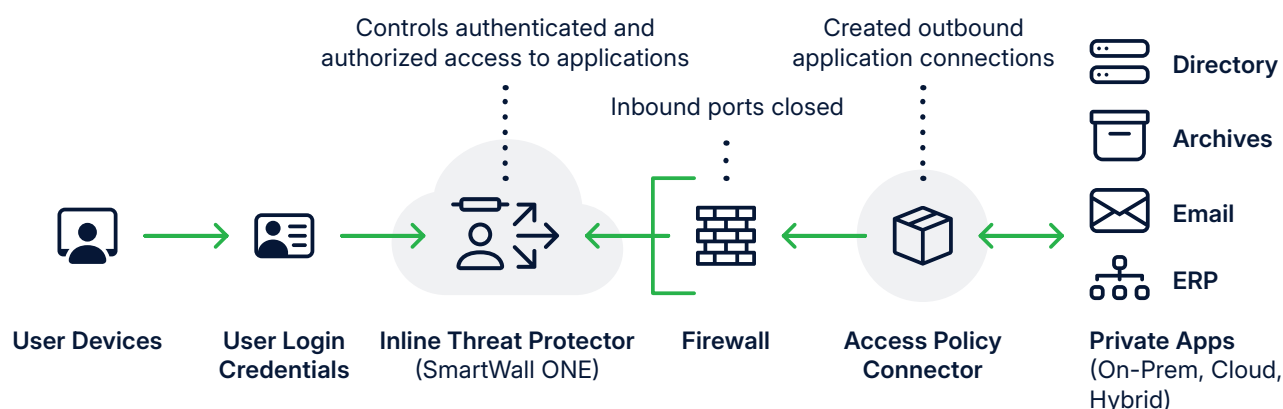 Controls authenticated and
authorized access to applications
Created outbound
application connections
Inbound ports closed
Directory
Archives
Email
ERP
User Devices
User Login
Credentials
Inline Threat Protector
(SmartWall ONE)
Firewall
Access Policy
Connector
Private Apps
(On-Prem, Cloud,
Hybrid)